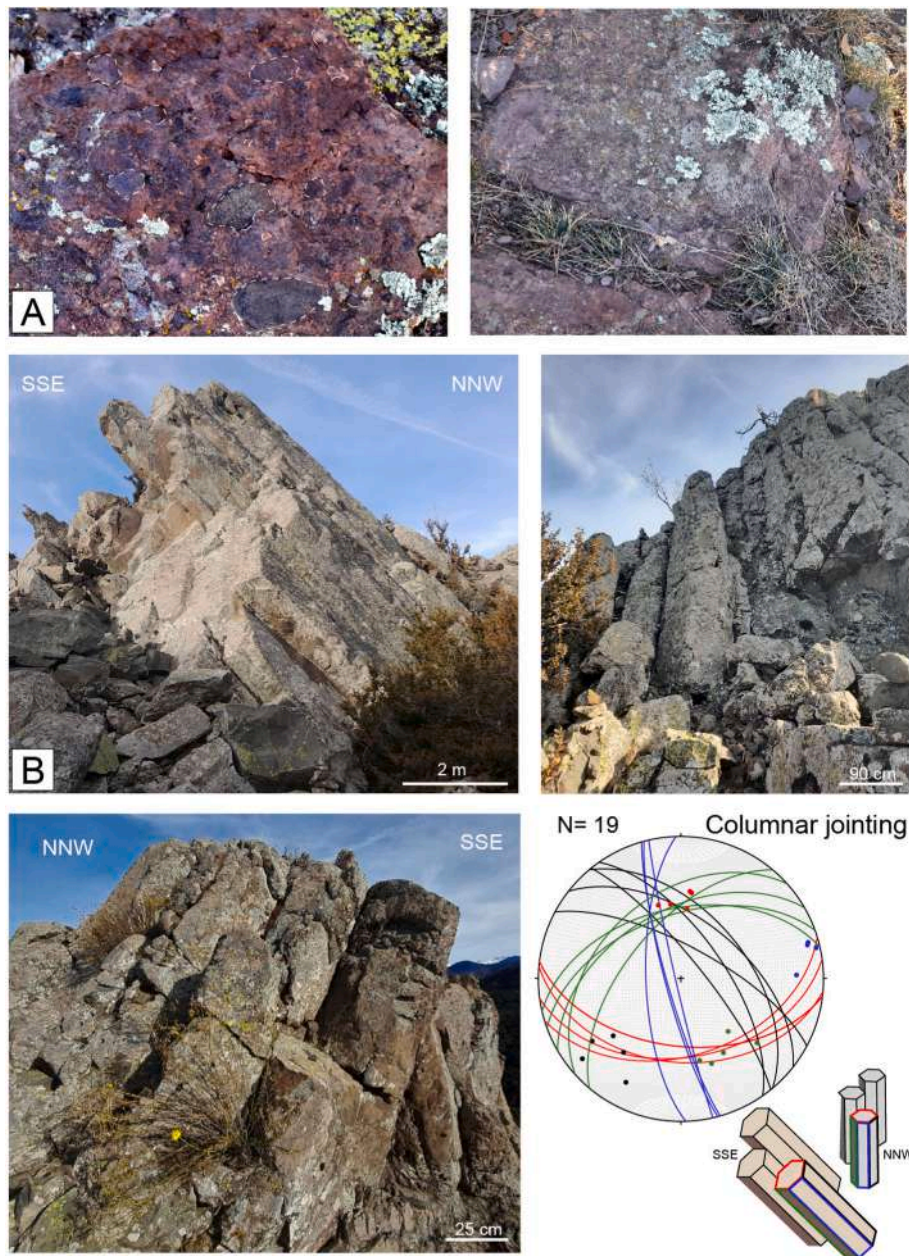 A
SSE
NNW
B
2 m
90 cm
NNW
SSE
25 cm
N= 19
Columnar jointing
SSE
NNW